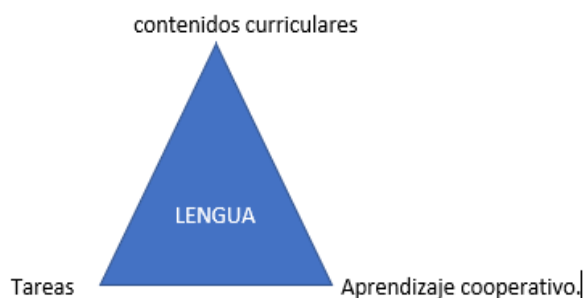 contenidos curriculares
LENGUA
Tareas
Aprendizaje cooperativo.